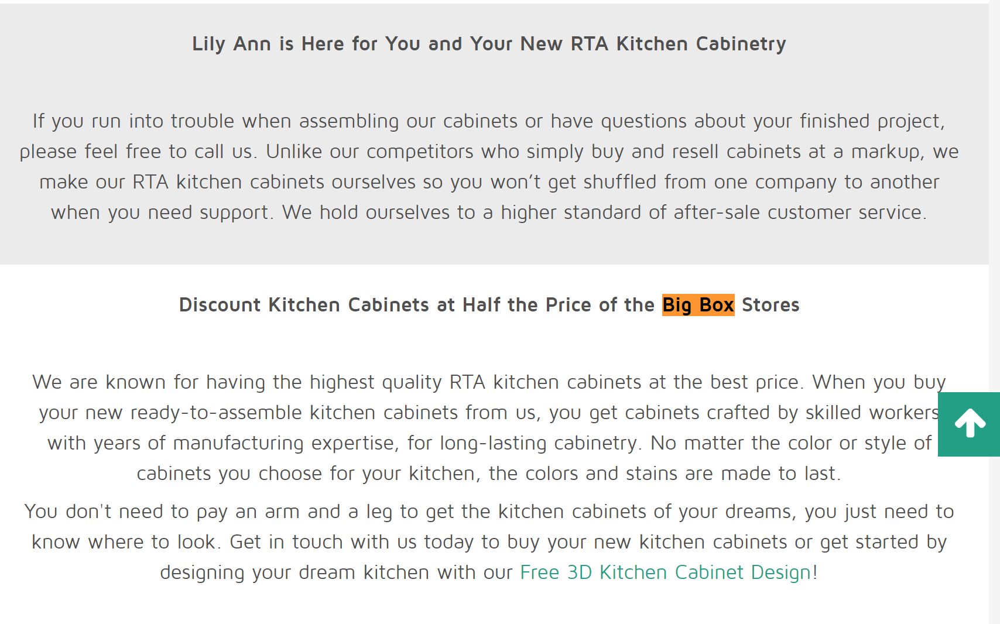 Lily Ann is Here for You and Your New RTA Kitchen Cabinetry
If you run into trouble when assembling our cabinets or have questions about your finished project,
please feel free to call us. Unlike our competitors who simply buy and resell cabinets at a markup, we
make our RTA kitchen cabinets ourselves so you won’t get shuffled from one company to another
when you need support. We hold ourselves to a higher standard of after-sale customer service.
Discount Kitchen Cabinets at Half the Price of the Big Box Stores
We are known for having the highest quality RTA kitchen cabinets at the best price. When you buy
your new ready-to-assemble kitchen cabinets from us, you get cabinets crafted by skilled workers
with years of manufacturing expertise, for long-lasting cabinetry. No matter the color or style of
cabinets you choose for your kitchen, the colors and stains are made to last.
You don't need to pay an arm and a leg to get the kitchen cabinets of your dreams, you just need to
know where to look. Get in touch with us today to buy your new kitchen cabinets or get started by
designing your dream kitchen with our Free 3D Kitchen Cabinet Design!